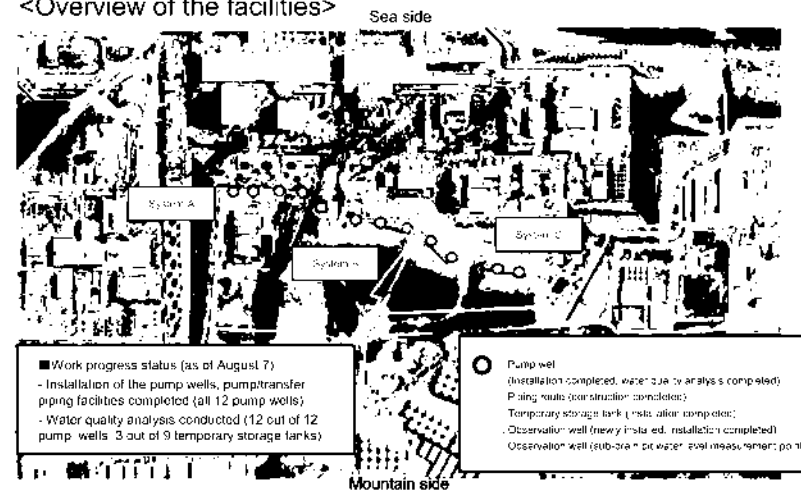 <Overview of the facilities>
Sea side
System A
System B
System C
■Work progress status (as of August 7)
- Installation of the pump wells, pump/transfer
piping facilities completed (all 12 pump wells)
- Water quality analysis conducted (12 out of 12
pump wells 3 out of 9 temporary storage tanks)
Pump well
(Installation completed, water quality analysis completed)
Piping route (construction completed)
Temporary storage tank (installation completed)
Observation well (newly installed, installation completed)
Observation well (sub-drain pit water level measurement point
Mountain side